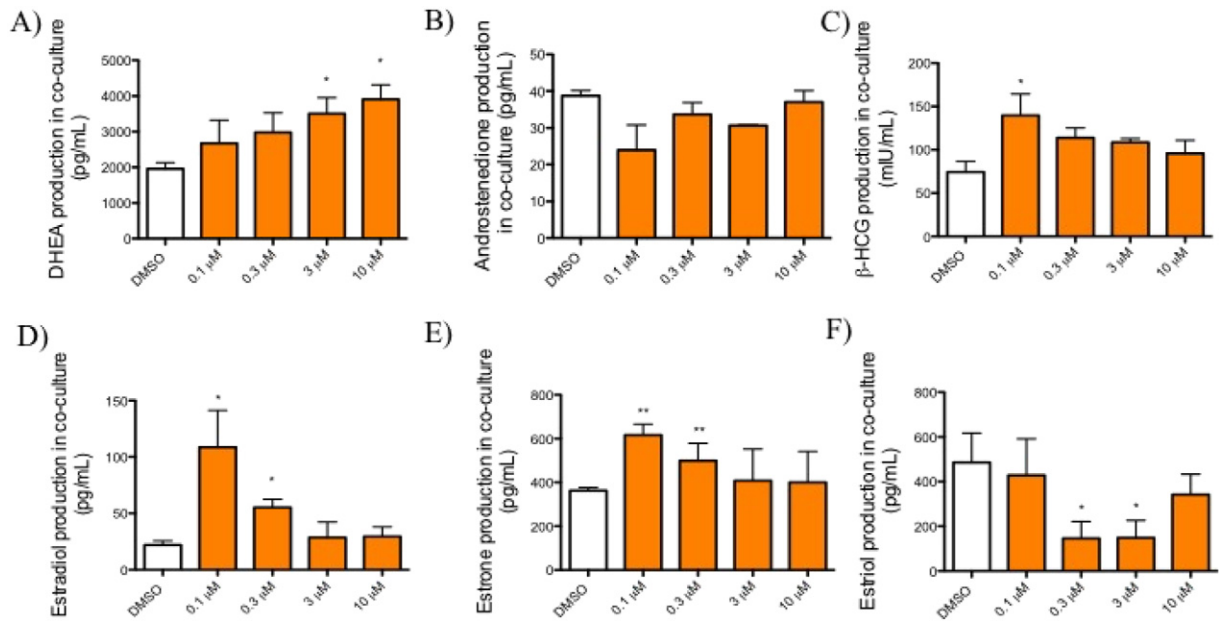 A)
DHEA production in co-culture
(pg/mL)
5000
4000
3000
2000
1000
0
*
*
DMSO
0.1 µM
0.3 µM
3 µM
10 µM
B)
Androstenedione production
in co-culture (pg/mL)
50
40
30
20
10
0
DMSO
0.1 µM
0.3 µM
3 µM
10 µM
C)
β-HCG production in co-culture
(mIU/mL)
200
150
100
50
0
*
DMSO
0.1 µM
0.3 µM
3 µM
10 µM
D)
Estradiol production in co-culture
(pg/mL)
150
100
50
0
*
*
DMSO
0.1 µM
0.3 µM
3 µM
10 µM
E)
Estrone production in co-culture
(pg/mL)
800
600
400
200
0
**
**
DMSO
0.1 µM
0.3 µM
3 µM
10 µM
F)
Estriol production in co-culture
(pg/mL)
800
600
400
200
0
*
*
DMSO
0.1 µM
0.3 µM
3 µM
10 µM